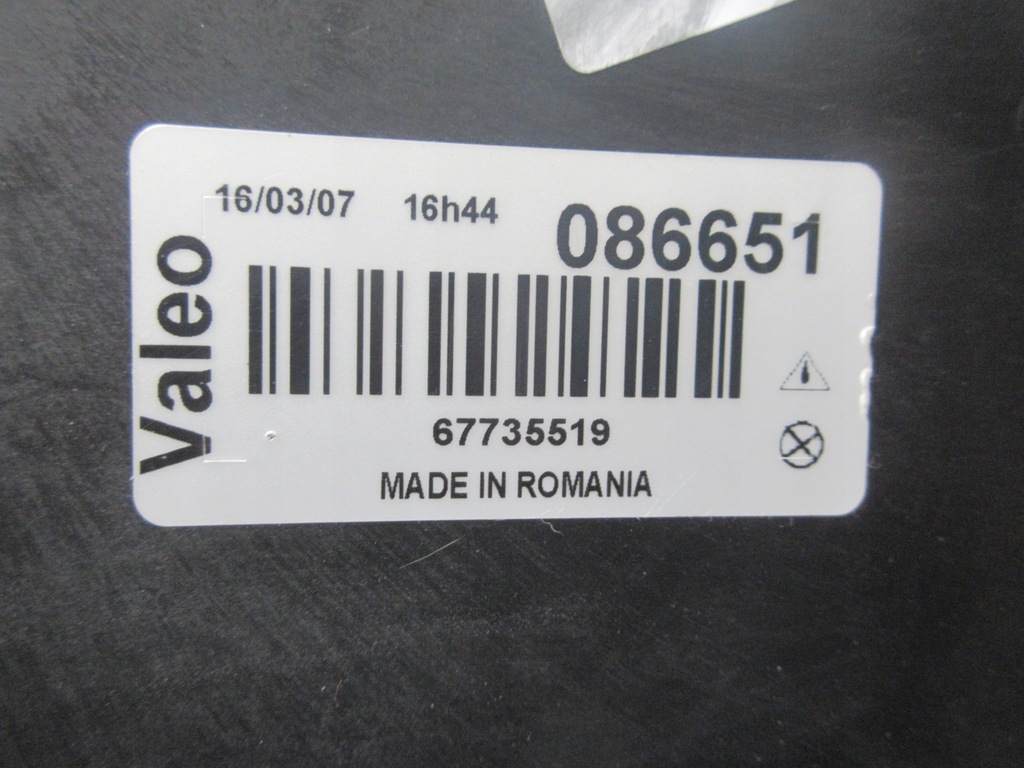 16/03/07 16h44 086651
Valeo
67735519
MADE IN ROMANIA